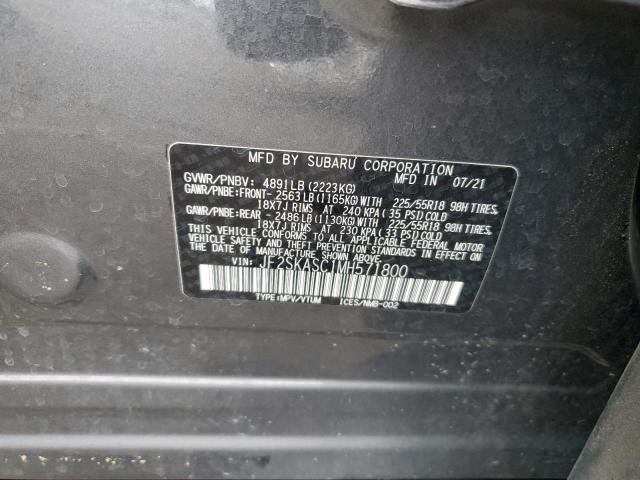 MFD BY SUBARU CORPORATION
GVWR/PNBV: 4891LB(2223KG) MFD IN 07/21
GAWR/PNBE:FRONT- 2563LB(1165KG)WITH 225/55R18 98H TIRES,
18X7J RIMS AT 240 KPA(35 PSI)COLD
GAWR/PNBE:REAR - 2486LB(1130KG)WITH 225/55R18 98H TIRES,
18X7J RIMS AT 230 KPA(33 PSI)COLD
THIS VEHICLE CONFORMS TO ALL APPLICABLE FEDERAL MOTOR
VEHICLE SAFETY, BUMPER, AND THEFT PREVENTION STANDARDS IN
EFFECT ON THE DATE OF MANUFACTURE SHOWN ABOVE.
VIN: JF2SKASC1MH571800
TYPE:MPV/VTUM ICES/NMB-002